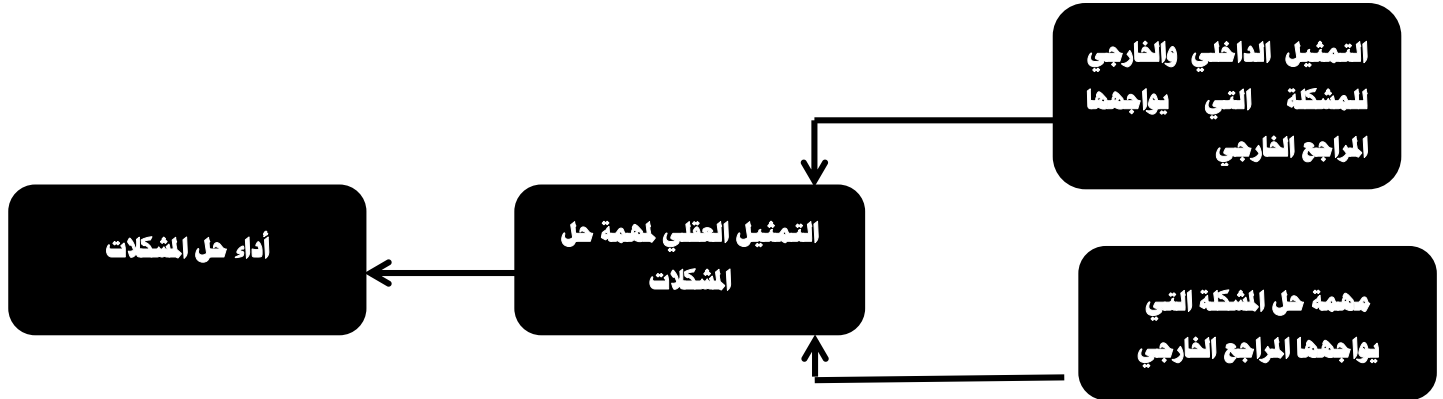 التمثيل الداخلي والخارجي
للمشكلة التي يواجهها
المراجع الخارجي
مهمة حل المشكلة التي
يواجهها المراجع الخارجي
التمثيل العقلي لمهمة حل
المشكلات
أداء حل المشكلات